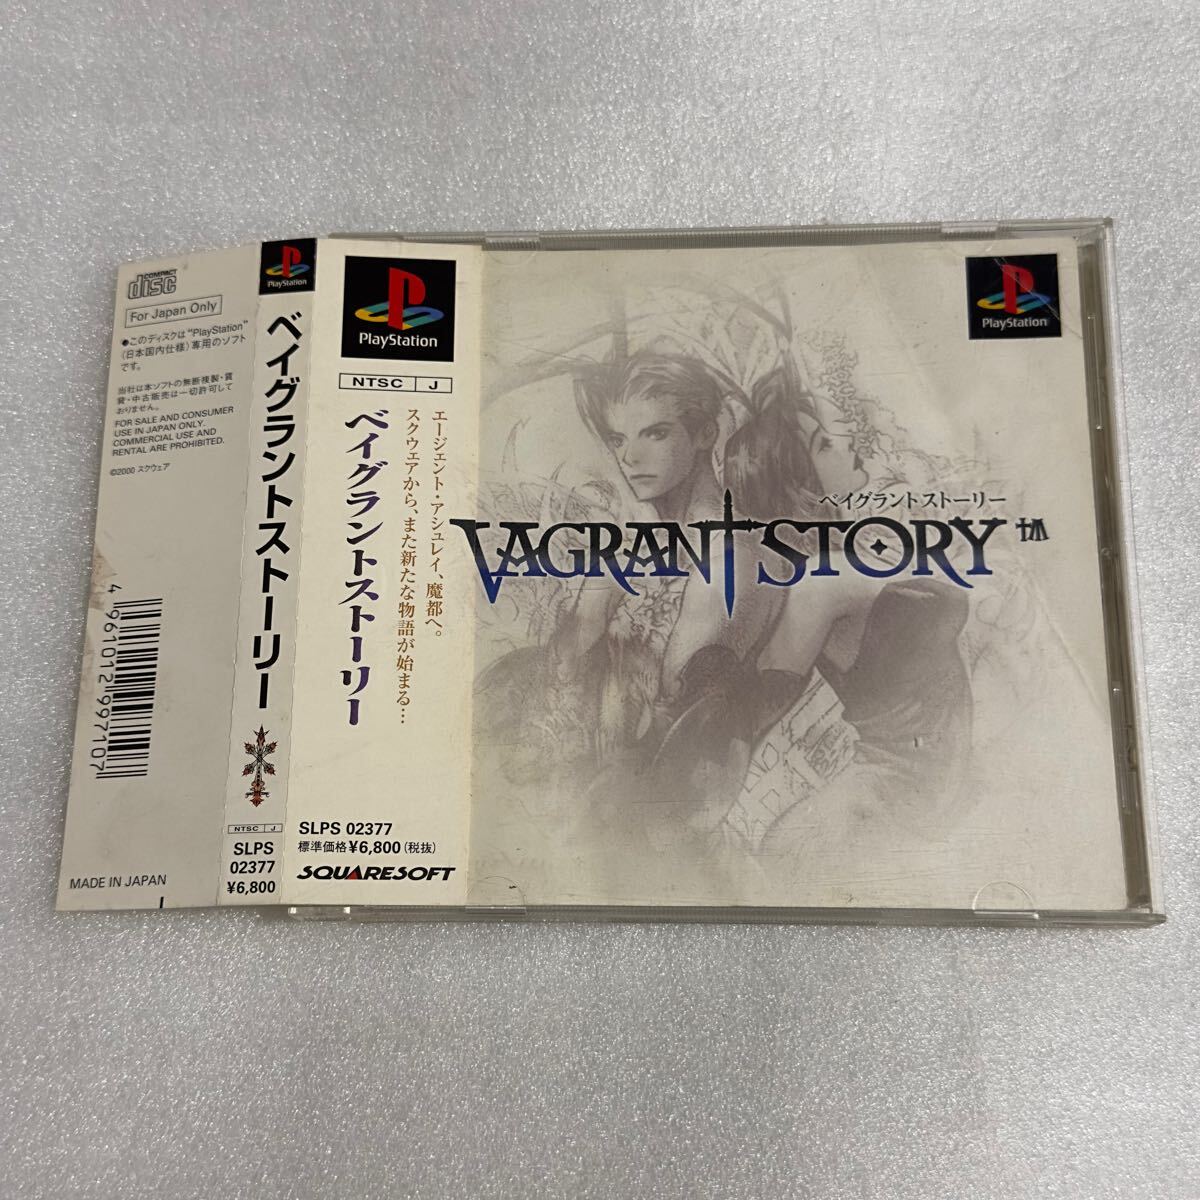 COMPACT
disc
For Japan Only
●このディスクは“PlayStation”
(日本国内仕様)専用のソフト
です。
当社は本ソフトの無断複製・賃
貸・中古販売は一切許可して
おりません。
FOR SALE AND CONSUMER
USE IN JAPAN ONLY.
COMMERCIAL USE AND
RENTAL ARE PROHIBITED.
©2000 スクウェア
4961012997107
MADE IN JAPAN
PlayStation
ベイグラントストーリー
NTSC J
SLPS
02377
¥6,800
PlayStation
NTSC J
エージェント・アシュレイ、魔都へ。
スクウェアから、また新たな物語が始まる…
ベイグラントストーリー
SLPS 02377
標準価格¥6,800(税抜)
SQUARESOFT
PlayStation
ベイグラントストーリー
VAGRANT STORY TM